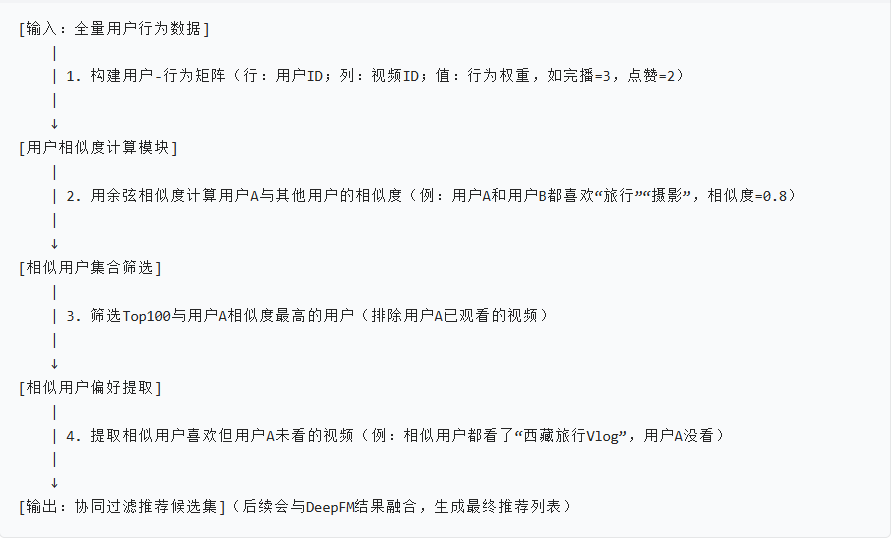 [输入：全量用户行为数据]
|
| 1. 构建用户-行为矩阵（行：用户ID；列：视频ID；值：行为权重，如完播=3，点赞=2）
|
↓
[用户相似度计算模块]
|
| 2. 用余弦相似度计算用户A与其他用户的相似度（例：用户A和用户B都喜欢“旅行”“摄影”，相似度=0.8）
|
↓
[相似用户集合筛选]
|
| 3. 筛选Top100与用户A相似度最高的用户（排除用户A已观看的视频）
|
↓
[相似用户偏好提取]
|
| 4. 提取相似用户喜欢但用户A未看的视频（例：相似用户都看了“西藏旅行Vlog”，用户A没看）
|
↓
[输出：协同过滤推荐候选集]（后续会与DeepFM结果融合，生成最终推荐列表）